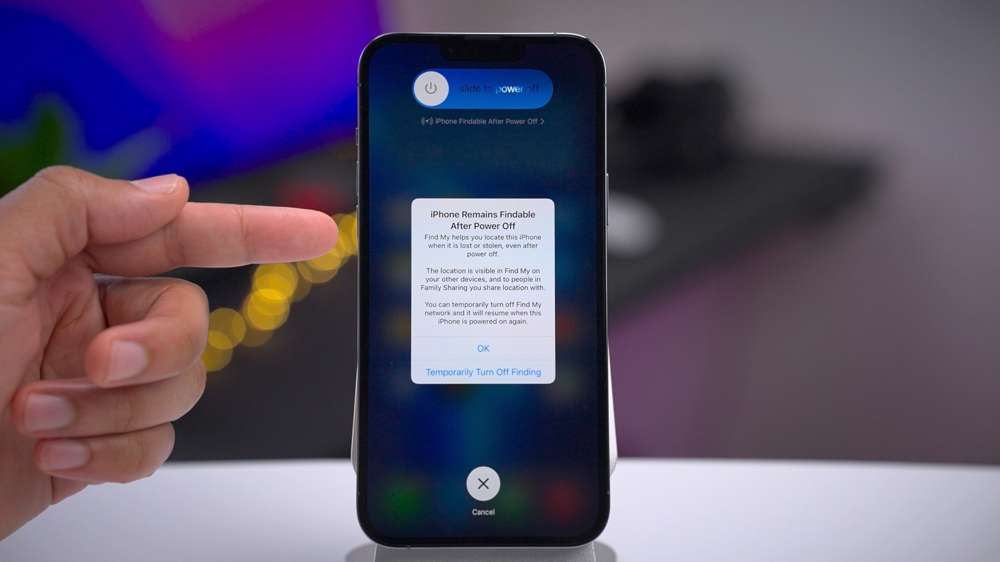 slide to power off
iPhone Findable After Power Off
iPhone Remains Findable
After Power Off
Find My helps you locate this iPhone
when it is lost or stolen, even after
power off.
The location is visible in Find My on
your other devices, and to people in
Family Sharing you share location with.
You can temporarily turn off Find My
network and it will resume when this
iPhone is powered on again.
OK
Temporarily Turn Off Finding
Cancel